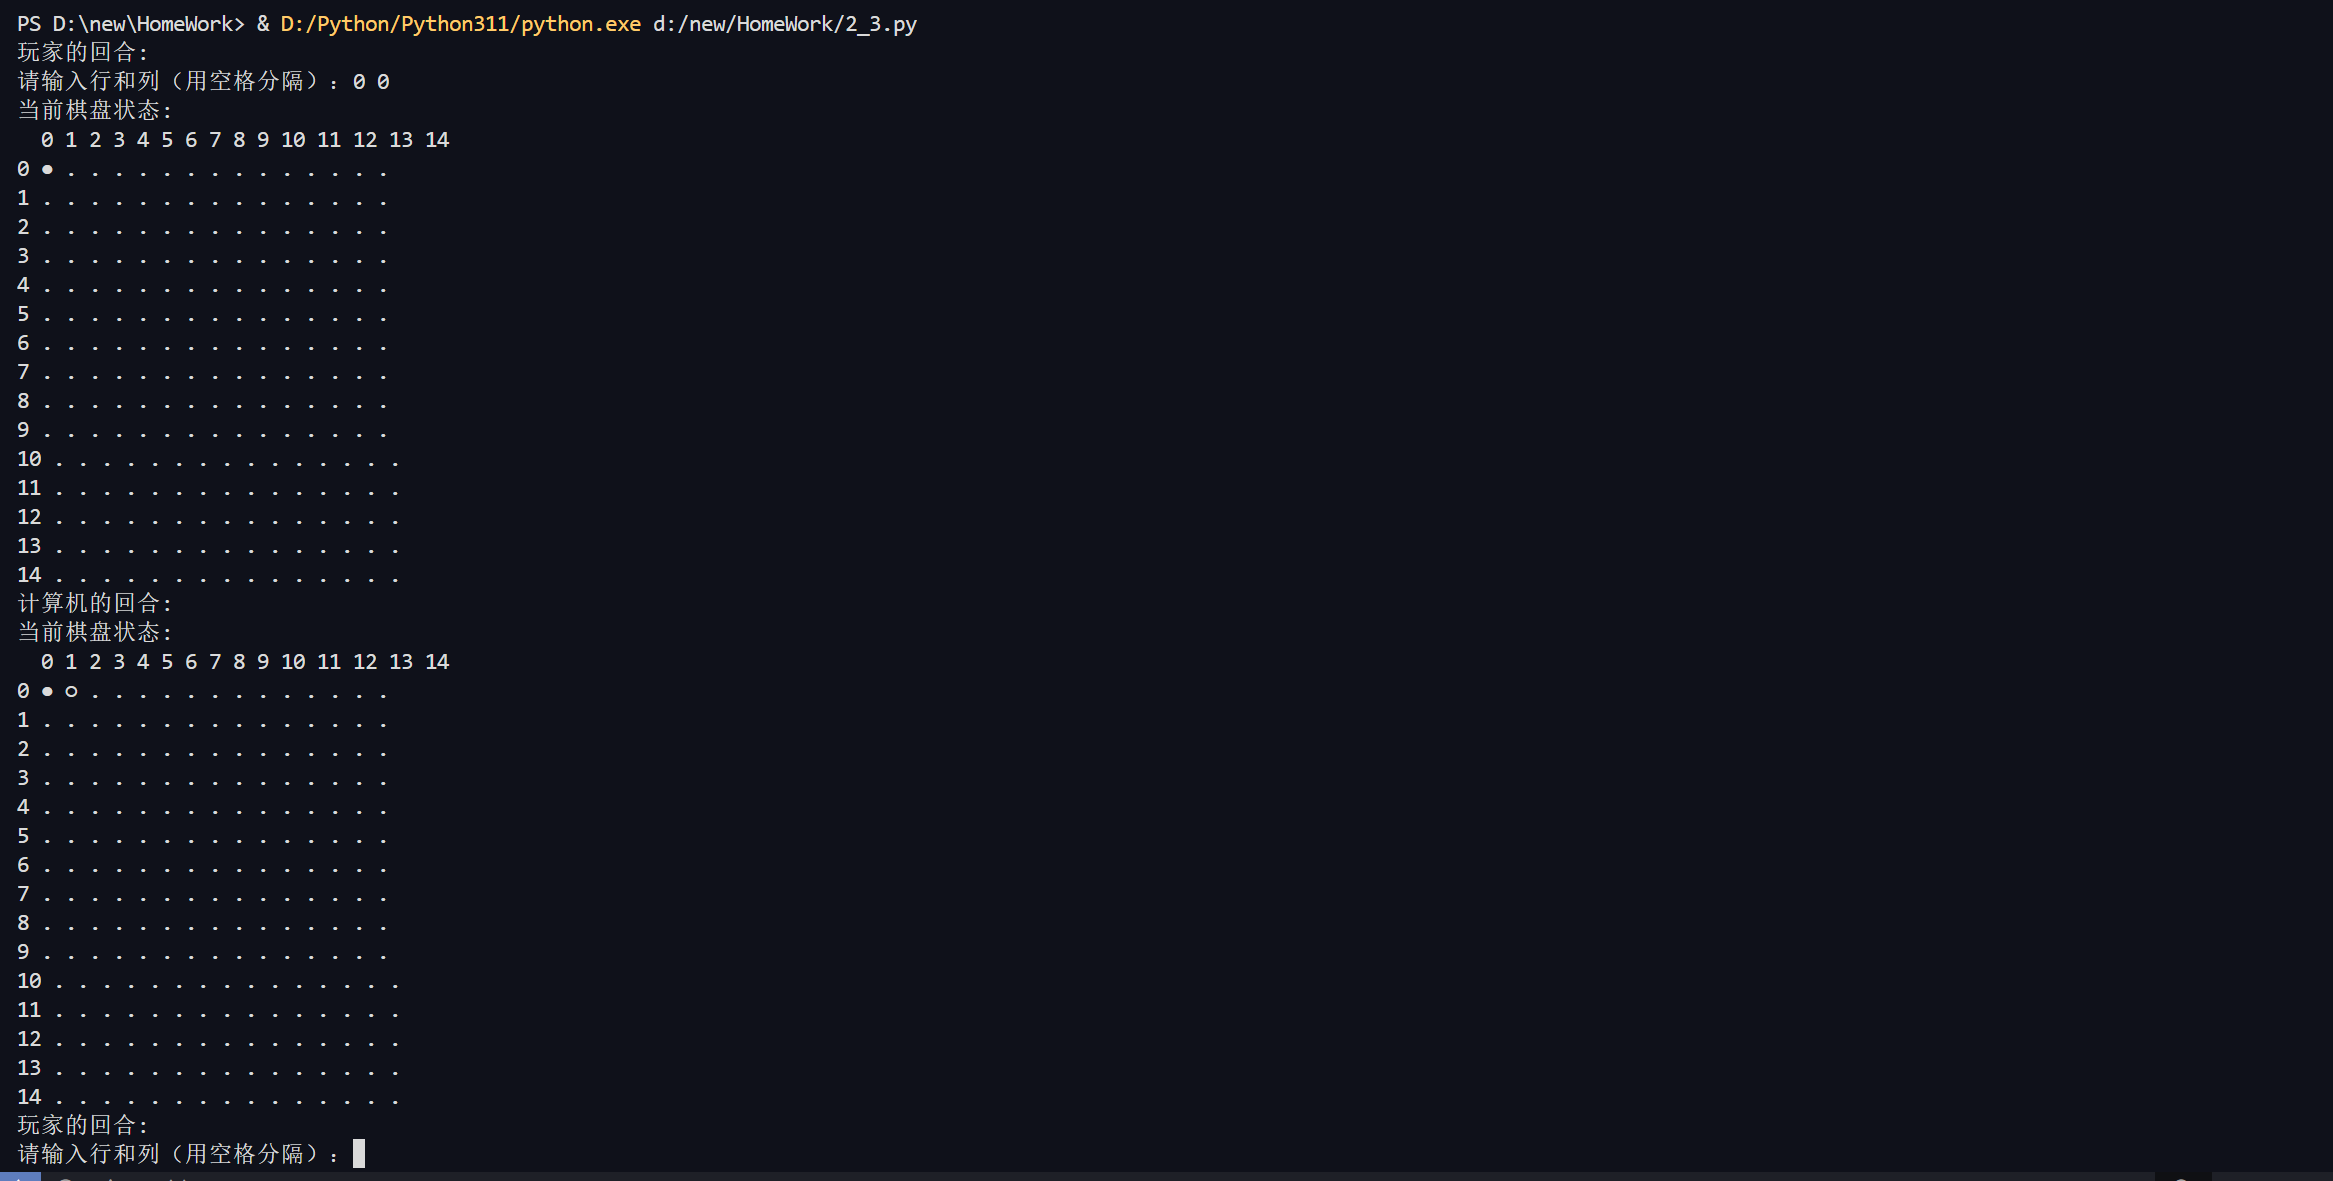 PS D:\new\HomeWork> & D:/Python/Python311/python.exe d:/new/HomeWork/2_3.py
玩家的回合:
请输入行和列（用空格分隔）: 0 0
当前棋盘状态:
  0 1 2 3 4 5 6 7 8 9 10 11 12 13 14
0 ● . . . . . . . . . . . . . .
1 . . . . . . . . . . . . . . .
2 . . . . . . . . . . . . . . .
3 . . . . . . . . . . . . . . .
4 . . . . . . . . . . . . . . .
5 . . . . . . . . . . . . . . .
6 . . . . . . . . . . . . . . .
7 . . . . . . . . . . . . . . .
8 . . . . . . . . . . . . . . .
9 . . . . . . . . . . . . . . .
10 . . . . . . . . . . . . . . .
11 . . . . . . . . . . . . . . .
12 . . . . . . . . . . . . . . .
13 . . . . . . . . . . . . . . .
14 . . . . . . . . . . . . . . .
计算机的回合:
当前棋盘状态:
  0 1 2 3 4 5 6 7 8 9 10 11 12 13 14
0 ● ○ . . . . . . . . . . . . .
1 . . . . . . . . . . . . . . .
2 . . . . . . . . . . . . . . .
3 . . . . . . . . . . . . . . .
4 . . . . . . . . . . . . . . .
5 . . . . . . . . . . . . . . .
6 . . . . . . . . . . . . . . .
7 . . . . . . . . . . . . . . .
8 . . . . . . . . . . . . . . .
9 . . . . . . . . . . . . . . .
10 . . . . . . . . . . . . . . .
11 . . . . . . . . . . . . . . .
12 . . . . . . . . . . . . . . .
13 . . . . . . . . . . . . . . .
14 . . . . . . . . . . . . . . .
玩家的回合:
请输入行和列（用空格分隔）: